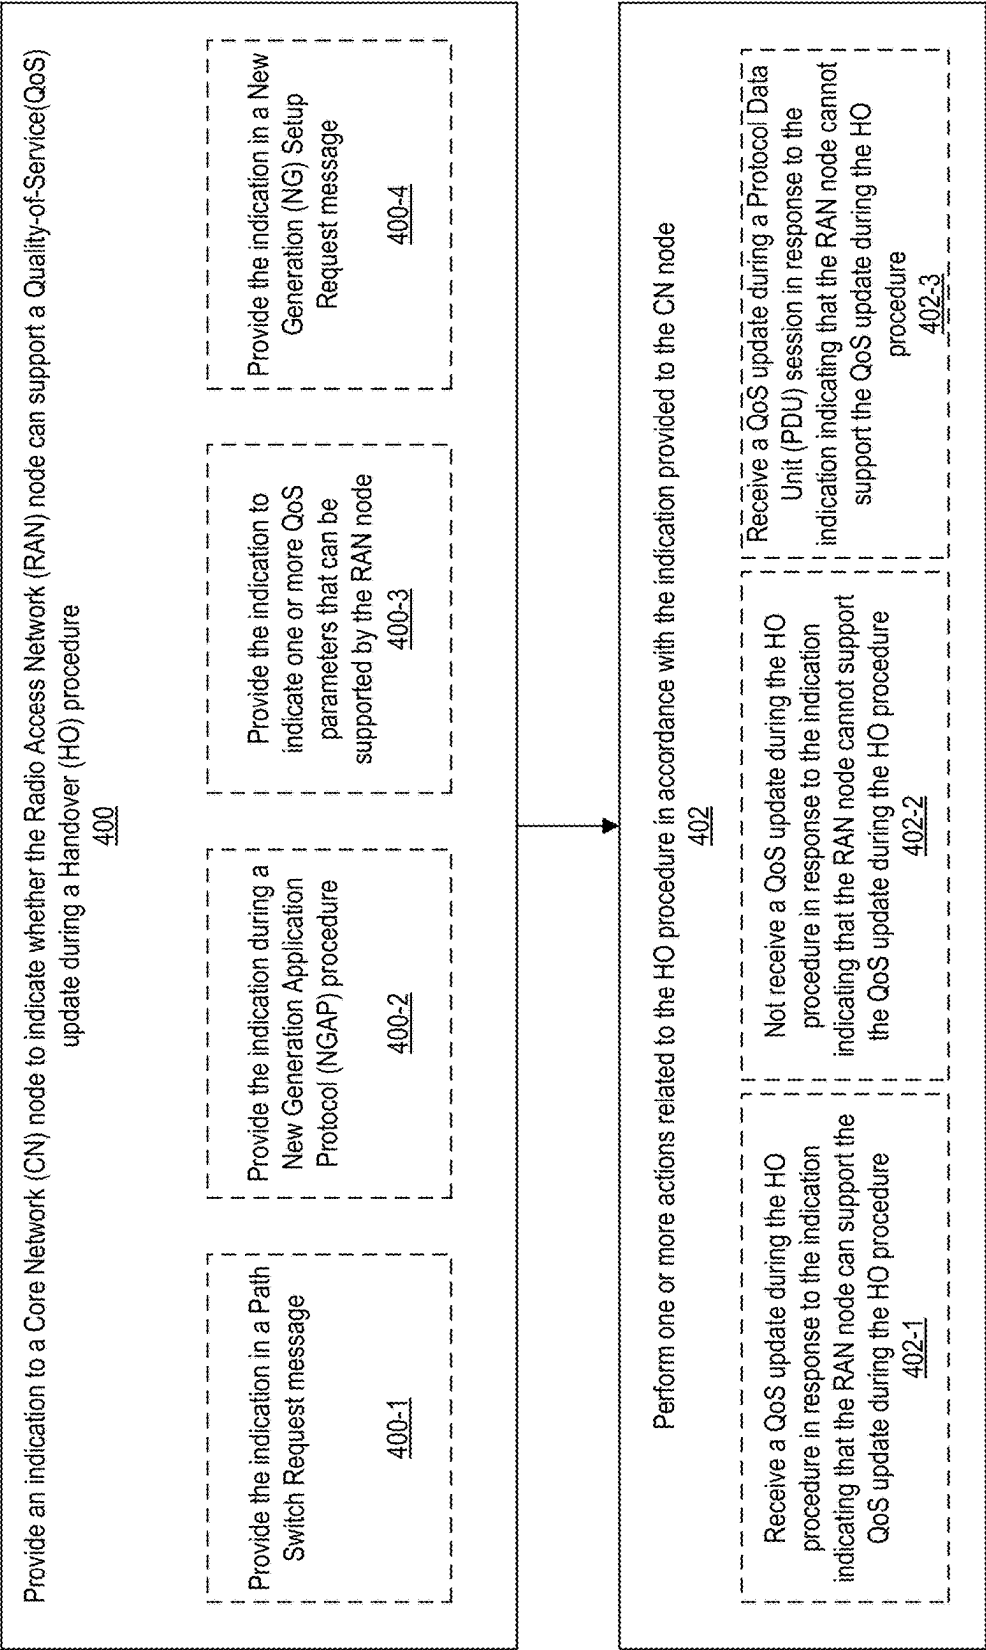 Provide an indication to a Core Network (CN) node to indicate whether the Radio Access Network (RAN) node can support a Quality-of-Service(QoS)
update during a Handover (HO) procedure
400
Provide the indication in a Path
Switch Request message
400-1
Provide the indication during a
New Generation Application
Protocol (NGAP) procedure
400-2
Provide the indication to
indicate one or more QoS
parameters that can be
supported by the RAN node
400-3
Provide the indication in a New
Generation (NG) Setup
Request message
400-4
Perform one or more actions related to the HO procedure in accordance with the indication provided to the CN node
402
Receive a QoS update during the HO
procedure in response to the indication
indicating that the RAN node can support the
QoS update during the HO procedure
402-1
Not receive a QoS update during the HO
procedure in response to the indication
indicating that the RAN node cannot support
the QoS update during the HO procedure
402-2
Receive a QoS update during a Protocol Data
Unit (PDU) session in response to the
indication indicating that the RAN node cannot
support the QoS update during the HO
procedure
402-3